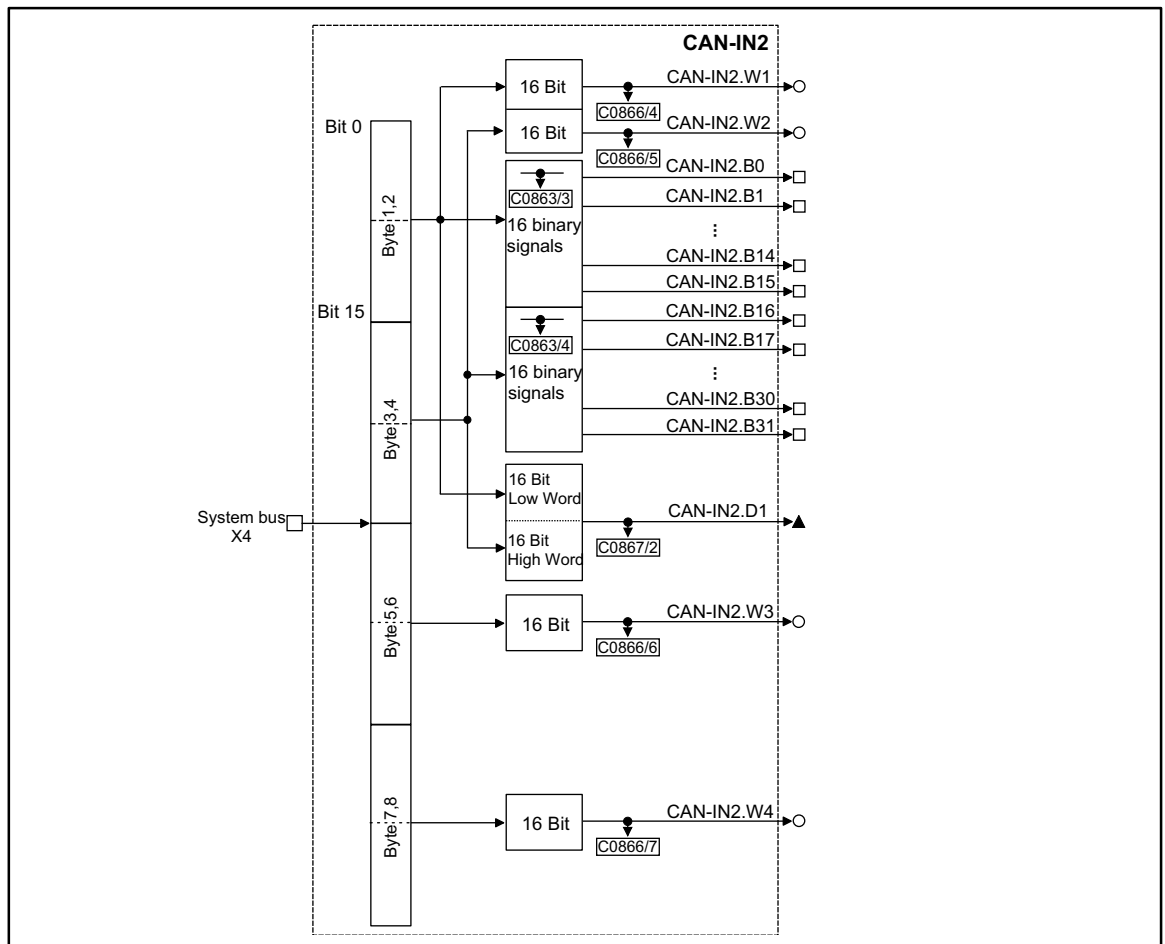 CAN-IN2
16 Bit
CAN-IN2.W1
C0866/4
Bit 0
16 Bit
CAN-IN2.W2
C0866/5
Byte 1,2
C0863/3
16 binary
signals
CAN-IN2.B0
CAN-IN2.B1
⋮
CAN-IN2.B14
CAN-IN2.B15
Bit 15
Byte 3,4
C0863/4
16 binary
signals
CAN-IN2.B16
CAN-IN2.B17
⋮
CAN-IN2.B30
CAN-IN2.B31
16 Bit
Low Word
16 Bit
High Word
CAN-IN2.D1
C0867/2
System bus
X4
Byte 5,6
16 Bit
CAN-IN2.W3
C0866/6
Byte 7,8
16 Bit
CAN-IN2.W4
C0866/7